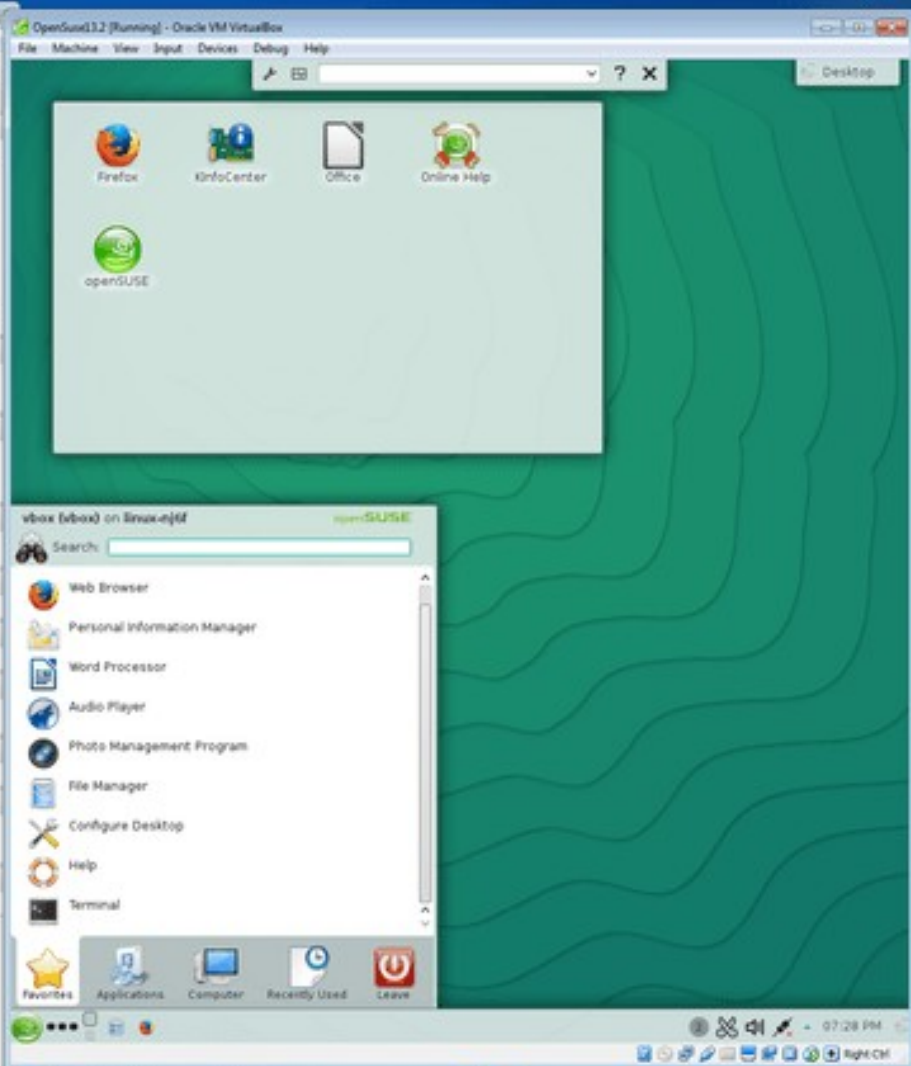 OpenSuse13.2 [Running] - Oracle VM VirtualBox
File Machine View Input Devices Debug Help
? X
Desktop
Firefox KInfoCenter Office Online Help
openSUSE
vbox (vbox) on linux-nj6f openSUSE
Search:
Web Browser
Personal Information Manager
Word Processor
Audio Player
Photo Management Program
File Manager
Configure Desktop
Help
Terminal
Favorites Applications Computer Recently Used Leave
07:28 PM
Right Ctrl